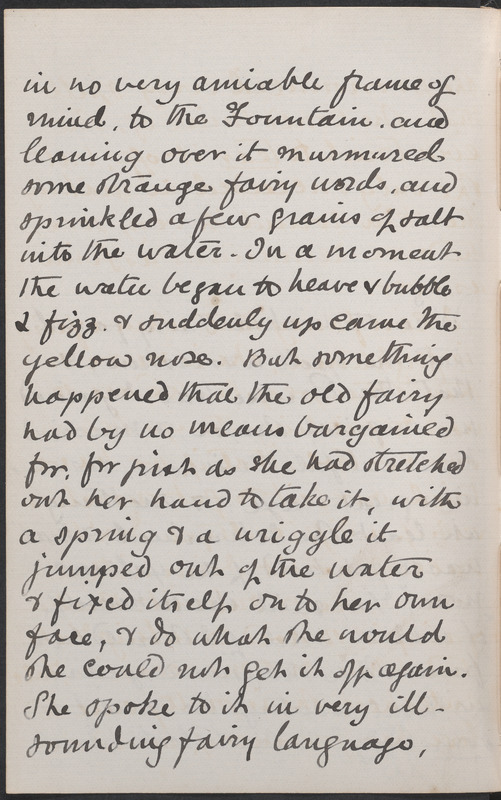 in no very amiable frame of
mind, to the Fountain. and
leaning over it murmured
some strange fairy words, and
sprinkled a few grains of salt
into the water. In a moment
the water began to heave & bubble
& fizz. & suddenly up came the
yellow nose. But something
happened that the old fairy
had by no means bargained
for, for just as she had stretched
out her hand to take it, with
a spring & a wriggle it
jumped out of the water
& fixed itself on to her own
face, & do what she would
she could not get it off again.
She spoke to it in very ill-
sounding fairy language,